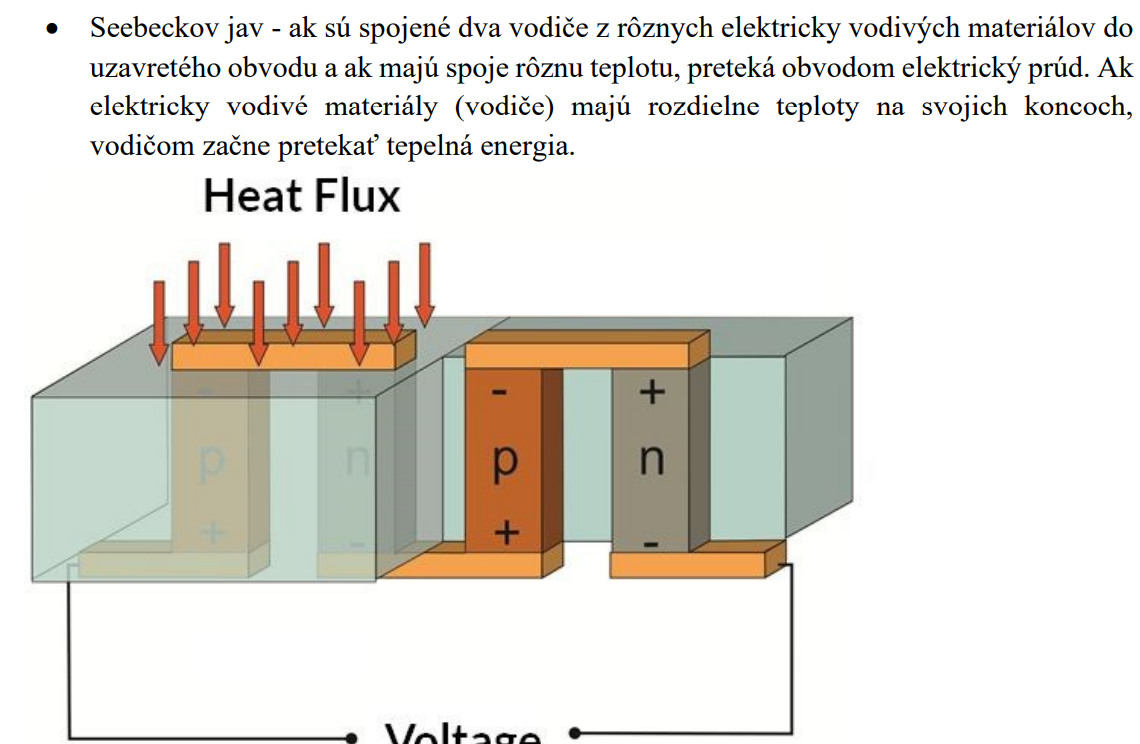 • Seebeckov jav - ak sú spojené dva vodiče z rôznych elektricky vodivých materiálov do
uzavretého obvodu a ak majú spoje rôznu teplotu, preteká obvodom elektrický prúd. Ak
elektricky vodivé materiály (vodiče) majú rozdielne teploty na svojich koncoch,
vodičom začne pretekať tepelná energia.
Heat Flux
- + - +
p n p n
+ - + -
Voltage